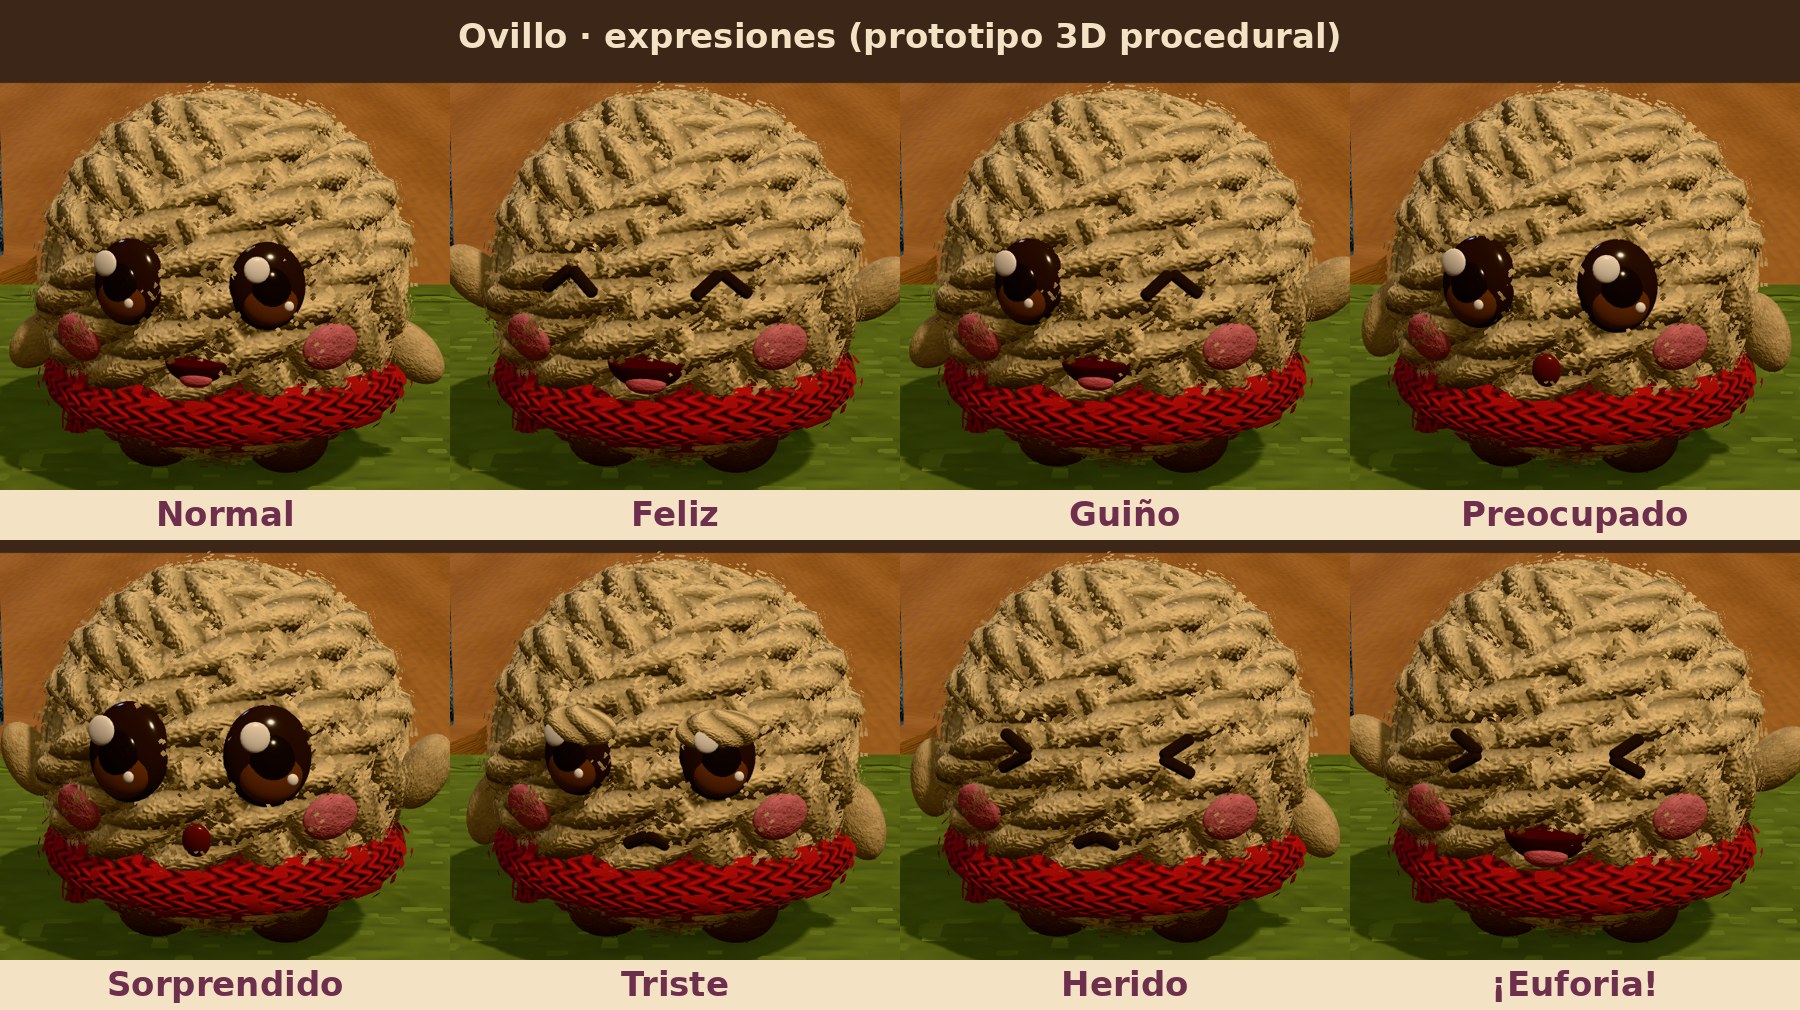 Ovillo · expresiones (prototipo 3D procedural)
Normal
Feliz
Guiño
Preocupado
Sorprendido
Triste
Herido
¡Euforia!